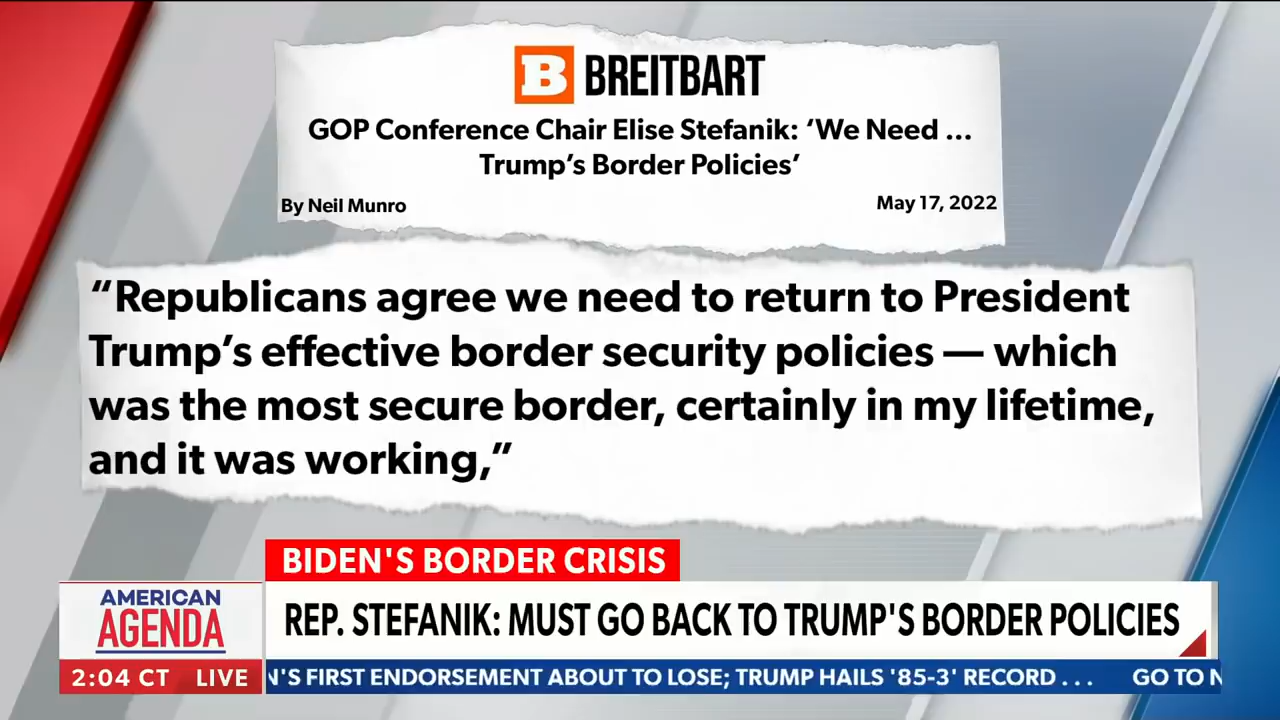 B BREITBART
GOP Conference Chair Elise Stefanik: ‘We Need ...
Trump’s Border Policies’
By Neil Munro
May 17, 2022
“Republicans agree we need to return to President
Trump’s effective border security policies — which
was the most secure border, certainly in my lifetime,
and it was working,”
BIDEN'S BORDER CRISIS
AMERICAN
AGENDA
REP. STEFANIK: MUST GO BACK TO TRUMP'S BORDER POLICIES
2:04 CT LIVE
N'S FIRST ENDORSEMENT ABOUT TO LOSE; TRUMP HAILS '85-3' RECORD . . . GO TO N